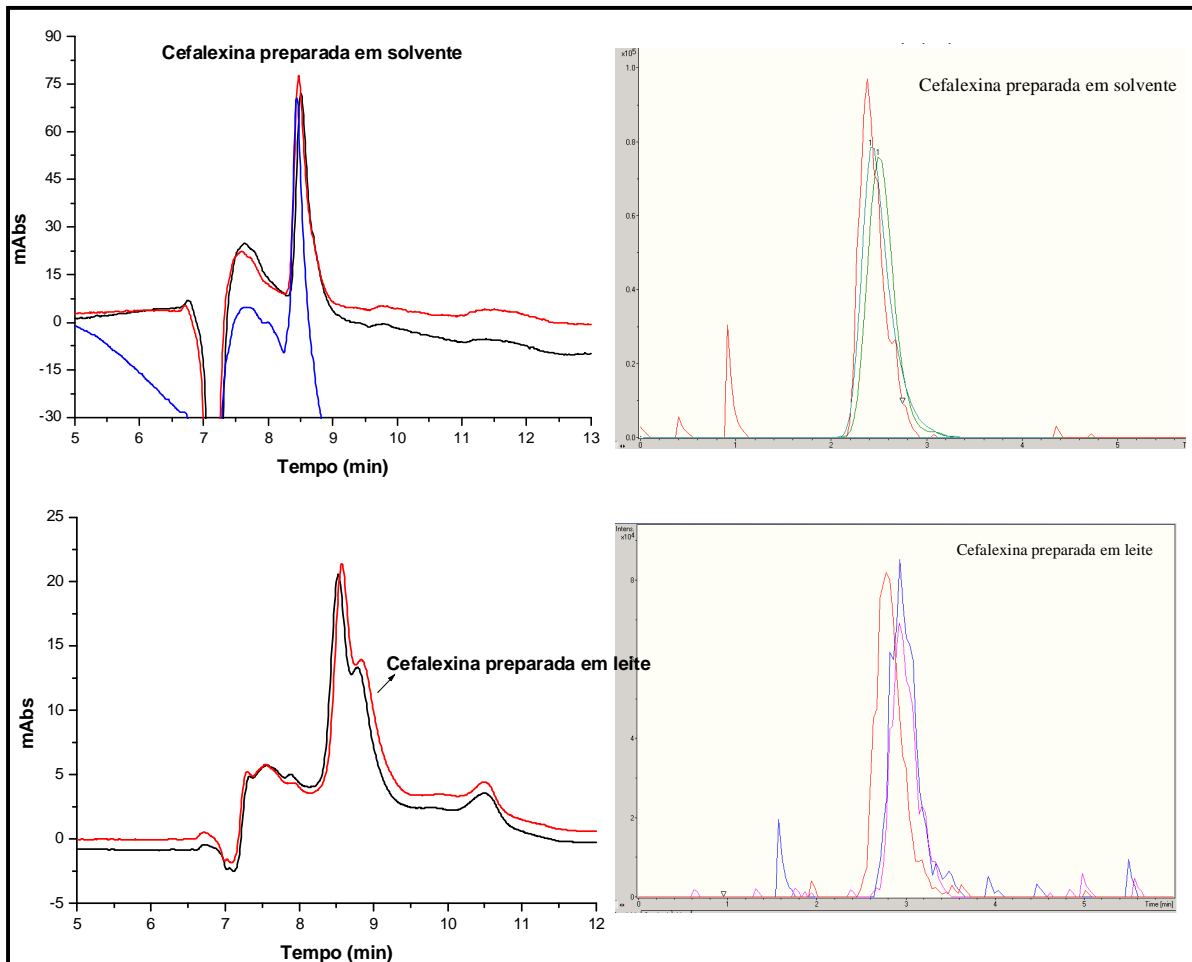 Cefalexina preparada em solvente
mAbs
90
75
60
45
30
15
0
-15
-30
5 6 7 8 9 10 11 12 13
Tempo (min)
x10⁵
1.0
0.8
0.6
0.4
0.2
0.0
Cefalexina preparada em solvente
1 1
1 2 3 4 5
mAbs
25
20
15
10
5
0
-5
Cefalexina preparada em leite
5 6 7 8 9 10 11 12
Tempo (min)
Intens.
x10⁴
8
4
2
0
Cefalexina preparada em leite
0 1 2 3 4 5 Time [min]